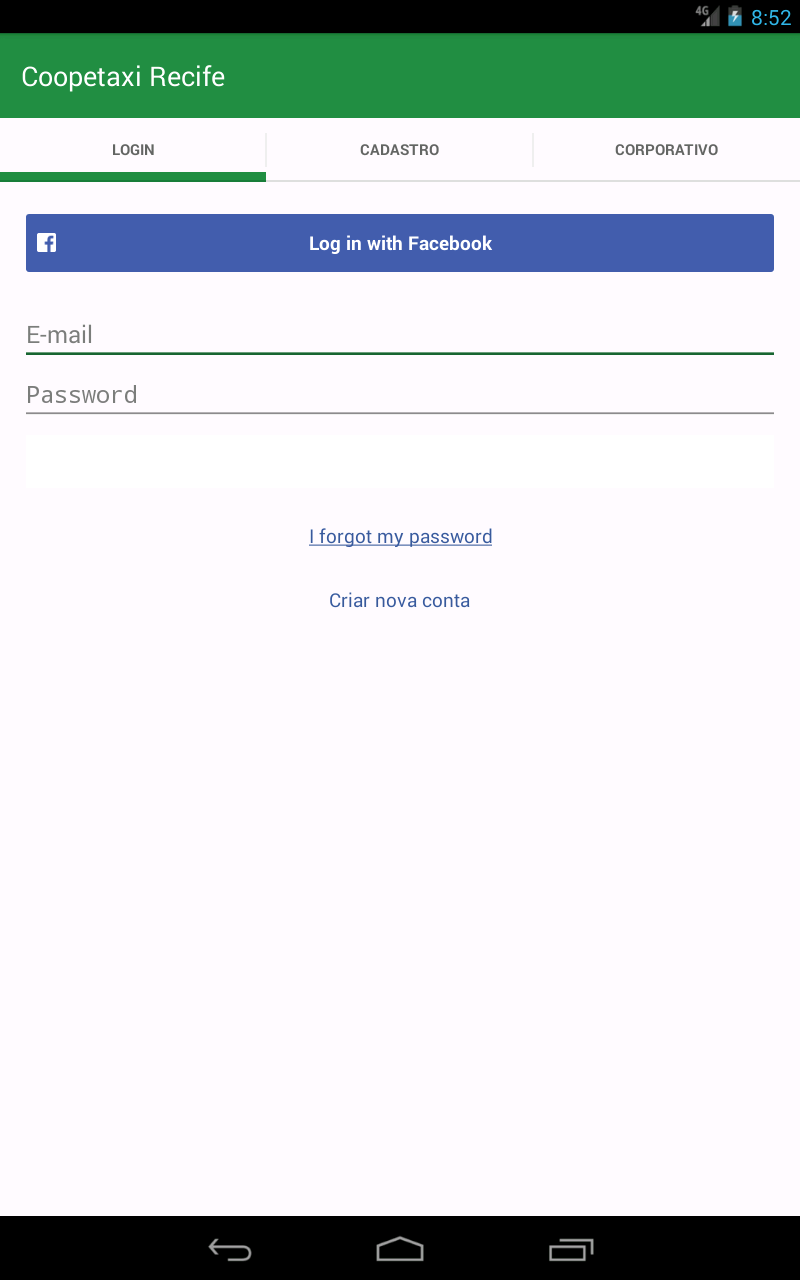 4G 8:52
Coopetaxi Recife
LOGIN CADASTRO CORPORATIVO
Log in with Facebook
E-mail
Password
I forgot my password
Criar nova conta